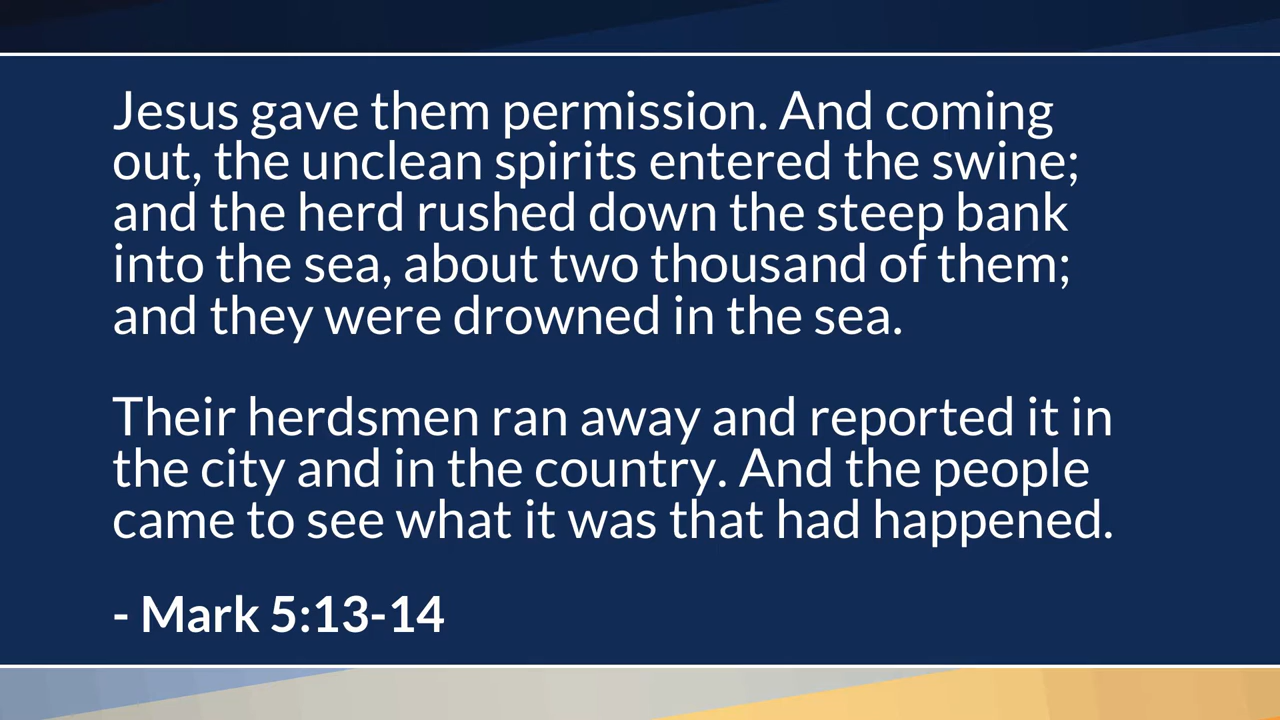 Jesus gave them permission. And coming
out, the unclean spirits entered the swine;
and the herd rushed down the steep bank
into the sea, about two thousand of them;
and they were drowned in the sea.
Their herdsmen ran away and reported it in
the city and in the country. And the people
came to see what it was that had happened.
- Mark 5:13-14